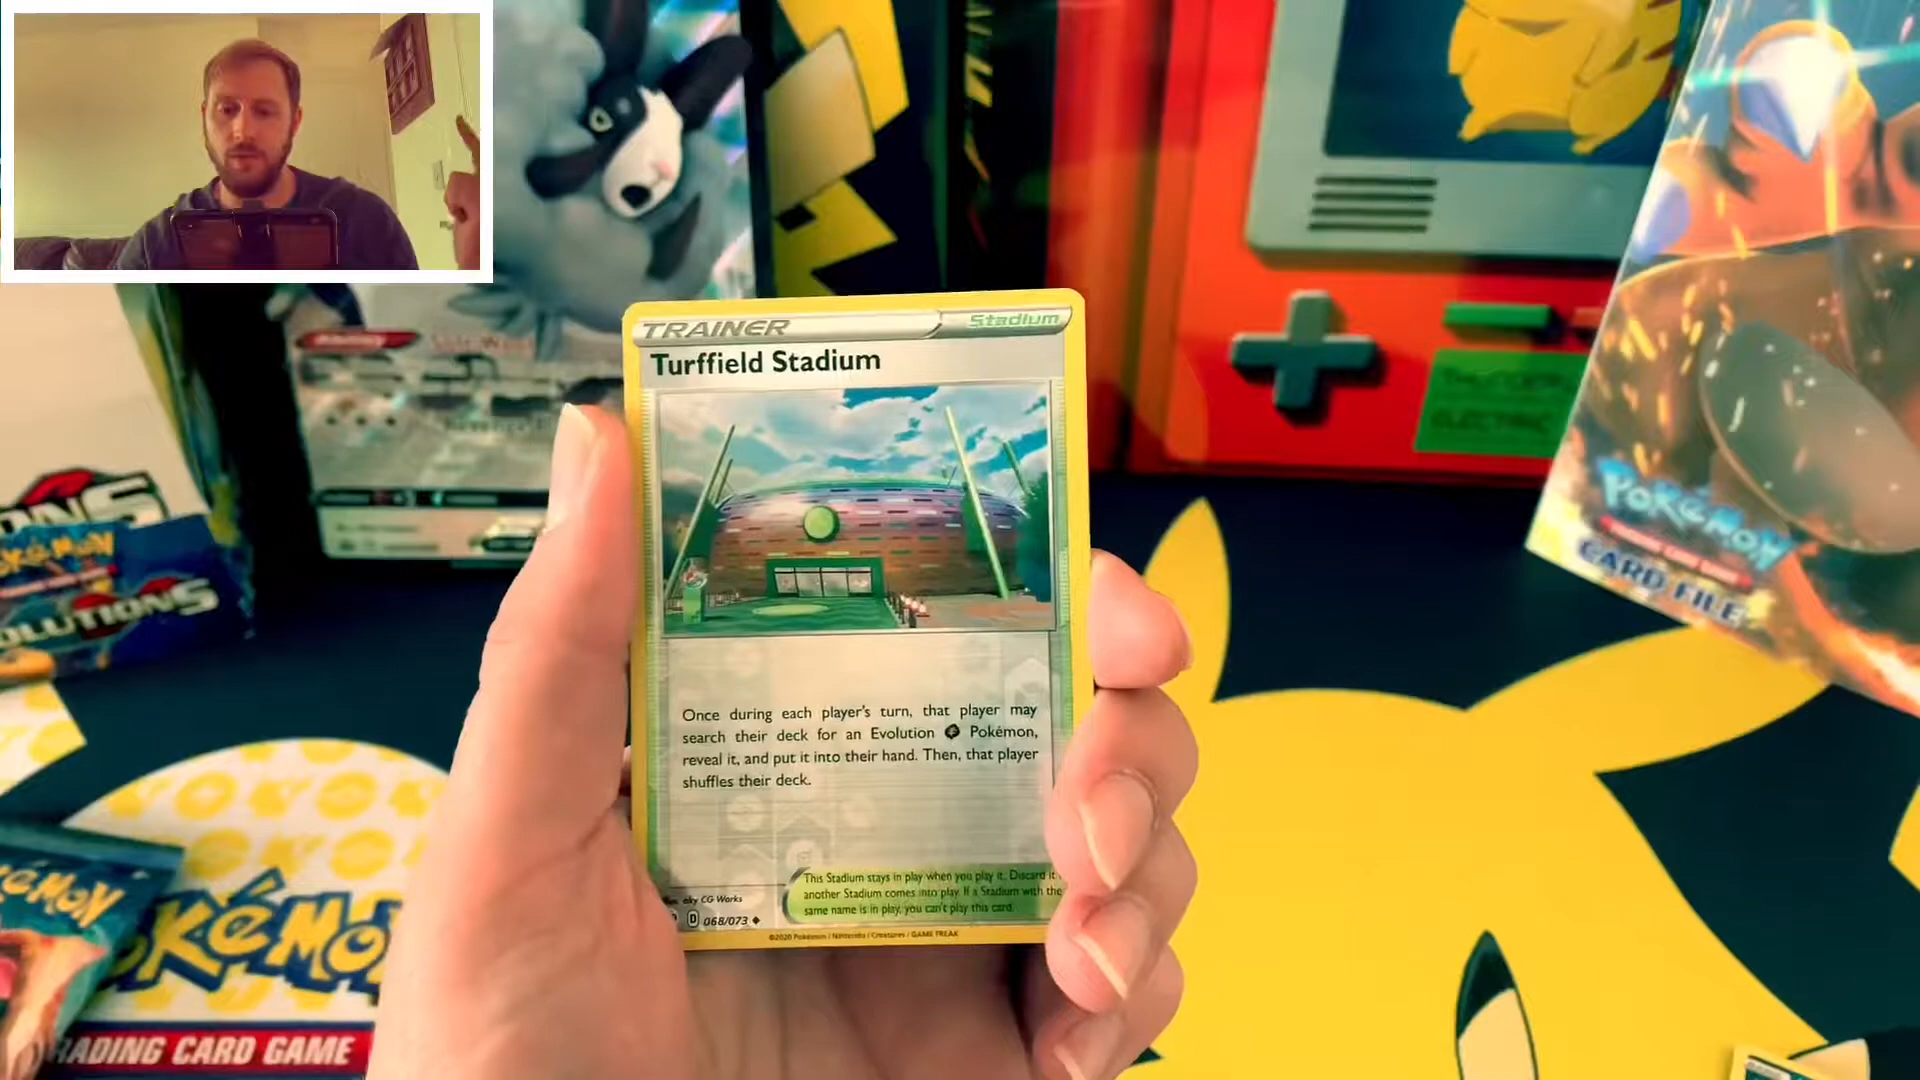 TRAINER
Stadium
Turffield Stadium
Once during each player's turn, that player may
search their deck for an Evolution Pokémon,
reveal it, and put it into their hand. Then, that player
shuffles their deck.
This Stadium stays in play when you play it. Discard it
another Stadium comes into play. If a Stadium with the
same name is in play, you can't play this card.
aky CG Works
D 068/073
©2020 Pokémon / Nintendo / Creatures / GAME FREAK
POKéMON
CARD FILE
THUNDER
ELECTRIC
POKéMON
TRADING CARD GAME